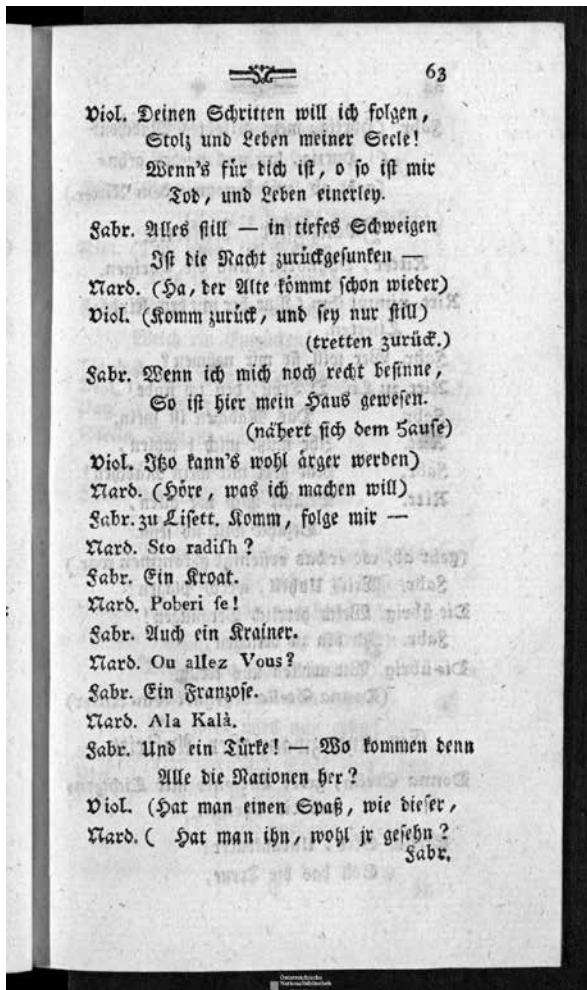 63
Viol. Deinen Schritten will ich folgen,
Stolz und Leben meiner Seele!
Wenn's für dich ist, o so ist mir
Tod, und Leben einerley.
Fabr. Alles still — in tiefes Schweigen
Ist die Nacht zurückgesunken —
Nard. (Ha, der Alte kömmt schon wieder)
Viol. (Komm zurück, und sey nur still)
(tretten zurück.)
Fabr. Wenn ich mich noch recht besinne,
So ist hier mein Haus gewesen.
(nähert sich dem Hause)
Viol. Itzo kann's wohl ärger werden)
Nard. (Höre, was ich machen will)
Fabr. zu Lisett. Komm, folge mir —
Nard. Sto radish?
Fabr. Ein Kroat.
Nard. Poberi se!
Fabr. Auch ein Krainer.
Nard. Ou allez Vous?
Fabr. Ein Franzose.
Nard. Ala Kalà.
Fabr. Und ein Türke! — Wo kommen denn
Alle die Nationen her?
Viol. (Hat man einen Spaß, wie dieser,
Nard. ( Hat man ihn, wohl jr gesehn?
Fabr.
Österreichische
Nationalbibliothek